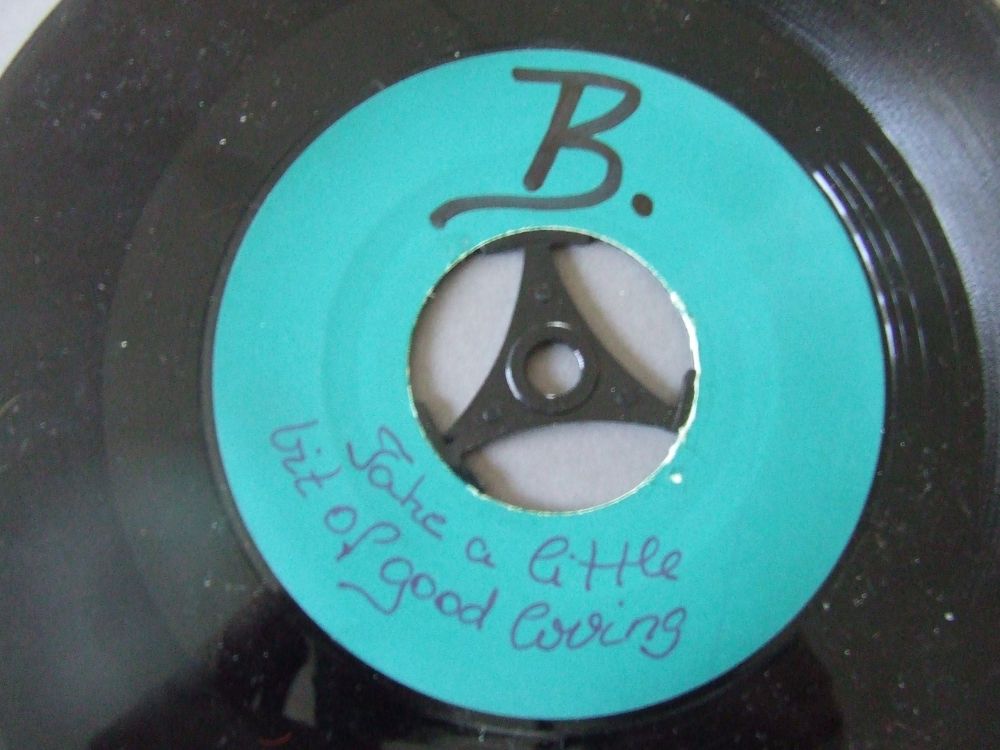 B.
Take a little
bit of good loving